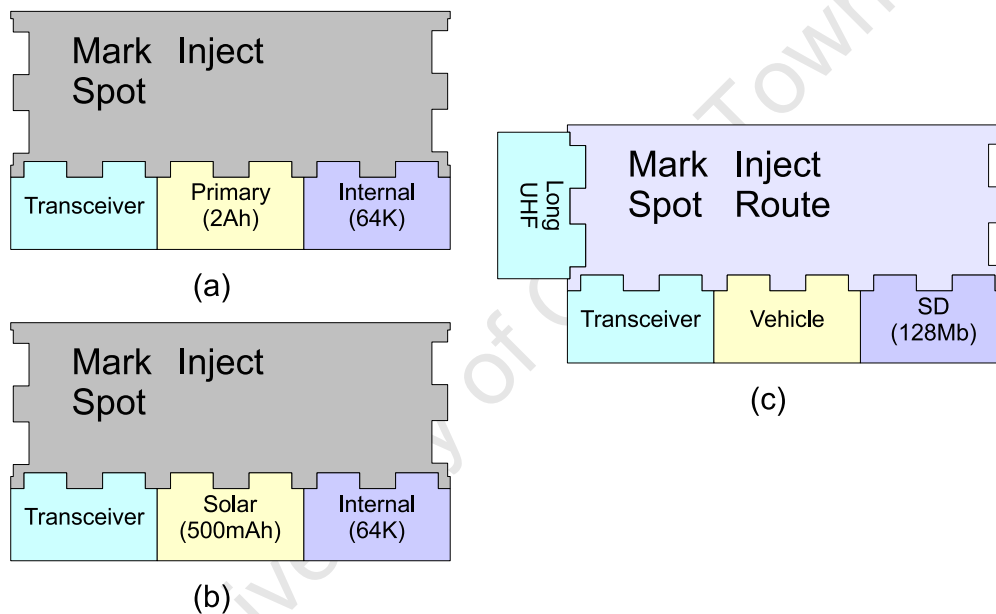 Mark Inject
Spot
Transceiver
Primary
(2Ah)
Internal
(64K)
(a)
Mark Inject
Spot
Transceiver
Solar
(500mAh)
Internal
(64K)
(b)
Long
UHF
Mark Inject
Spot Route
Transceiver
Vehicle
SD
(128Mb)
(c)
Town